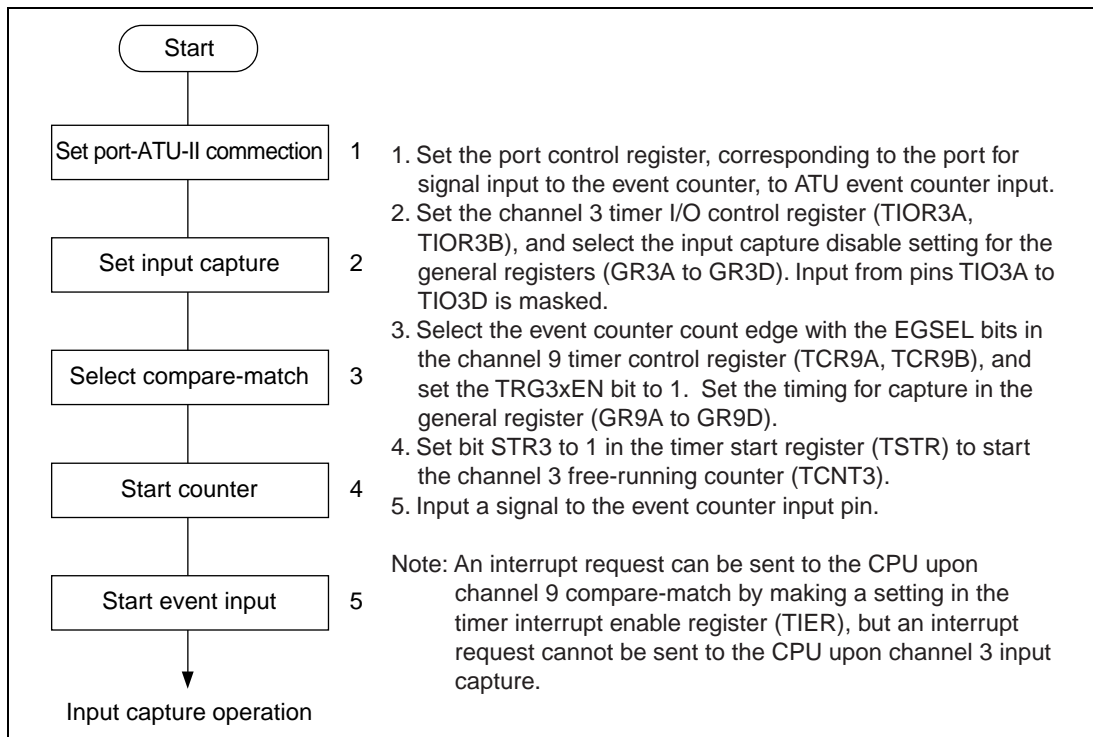 Start
Set port-ATU-II commection 1
Set input capture 2
Select compare-match 3
Start counter 4
Start event input 5
Input capture operation
1. Set the port control register, corresponding to the port for
signal input to the event counter, to ATU event counter input.
2. Set the channel 3 timer I/O control register (TIOR3A,
TIOR3B), and select the input capture disable setting for the
general registers (GR3A to GR3D). Input from pins TIO3A to
TIO3D is masked.
3. Select the event counter count edge with the EGSEL bits in
the channel 9 timer control register (TCR9A, TCR9B), and
set the TRG3xEN bit to 1.  Set the timing for capture in the
general register (GR9A to GR9D).
4. Set bit STR3 to 1 in the timer start register (TSTR) to start
the channel 3 free-running counter (TCNT3).
5. Input a signal to the event counter input pin.
Note: An interrupt request can be sent to the CPU upon
channel 9 compare-match by making a setting in the
timer interrupt enable register (TIER), but an interrupt
request cannot be sent to the CPU upon channel 3 input
capture.